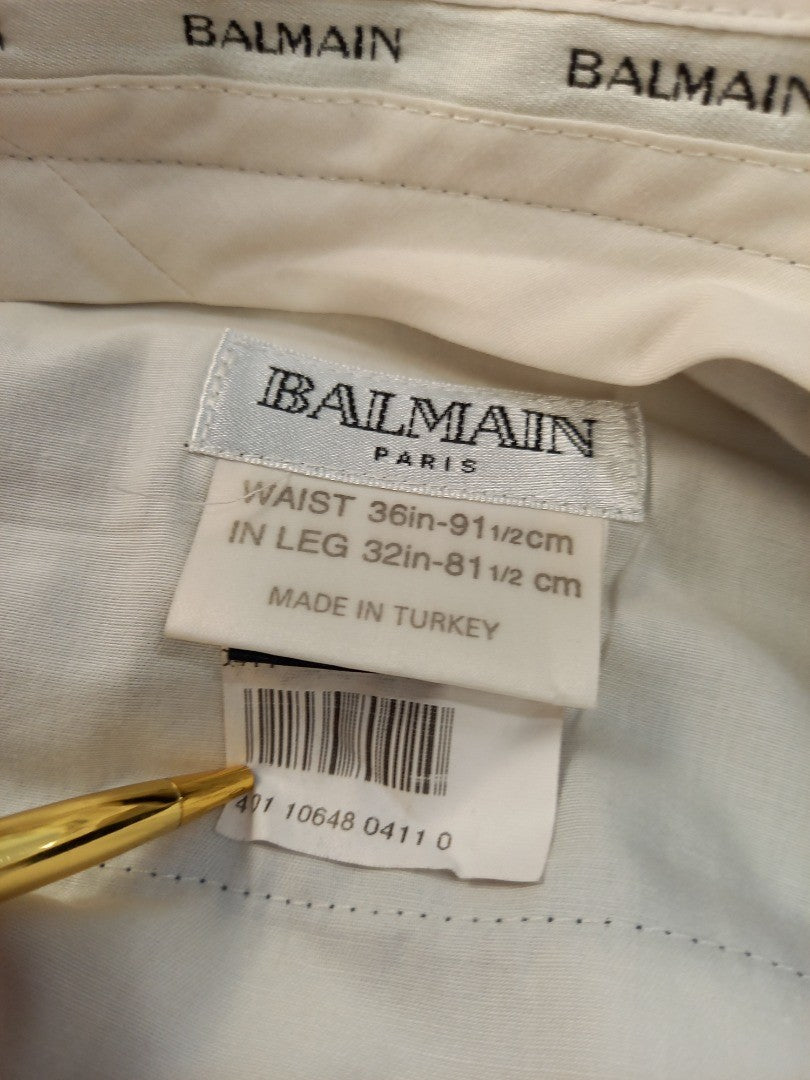 BALMAIN BALMAIN
BALMAIN
PARIS
WAIST 36in-91 1/2cm
IN LEG 32in-81 1/2 cm
MADE IN TURKEY
401 10648 0411 0